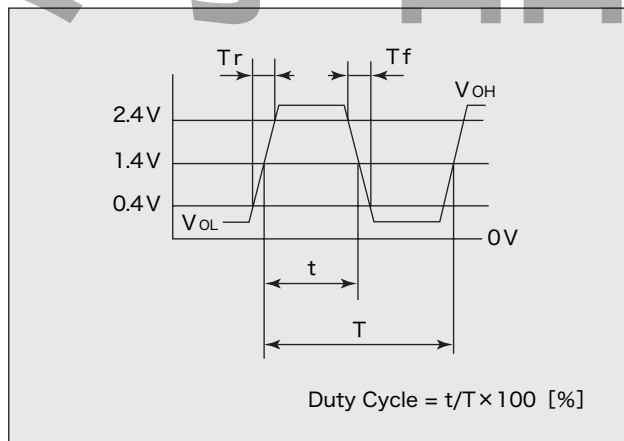 Tr
Tf
VOH
2.4V
1.4V
0.4V
VOL
0V
t
T
Duty Cycle = t/T×100 [%]